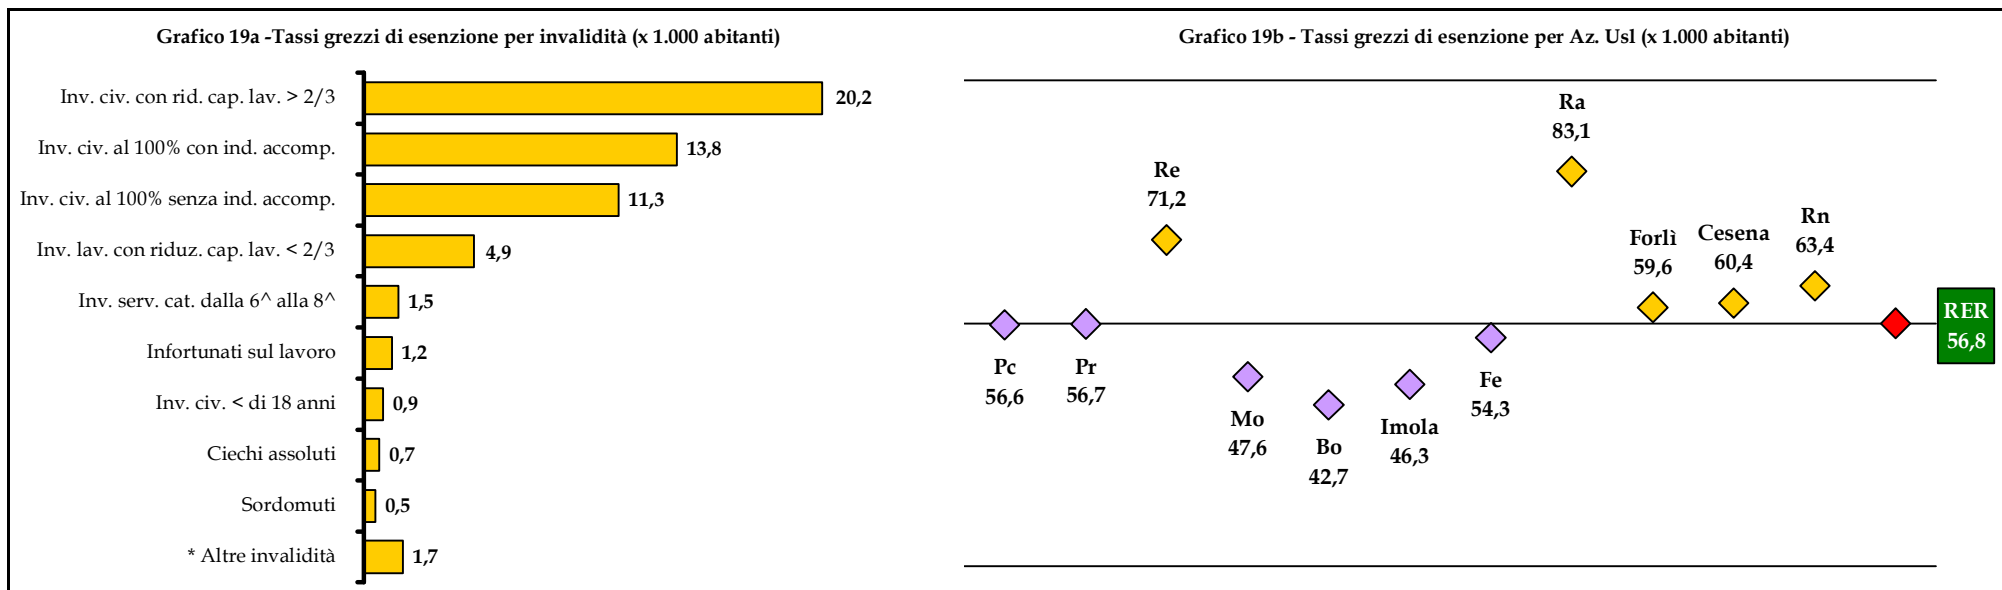 Grafico 19a -Tassi grezzi di esenzione per invalidità (x 1.000 abitanti)
Inv. civ. con rid. cap. lav. > 2/3
20,2
Inv. civ. al 100% con ind. accomp.
13,8
Inv. civ. al 100% senza ind. accomp.
11,3
Inv. lav. con riduz. cap. lav. < 2/3
4,9
Inv. serv. cat. dalla 6^ alla 8^
1,5
Infortunati sul lavoro
1,2
Inv. civ. < di 18 anni
0,9
Ciechi assoluti
0,7
Sordomuti
0,5
* Altre invalidità
1,7
Grafico 19b - Tassi grezzi di esenzione per Az. Usl (x 1.000 abitanti)
Pc
56,6
Pr
56,7
Re
71,2
Mo
47,6
Bo
42,7
Imola
46,3
Fe
54,3
Ra
83,1
Forlì
59,6
Cesena
60,4
Rn
63,4
RER
56,8